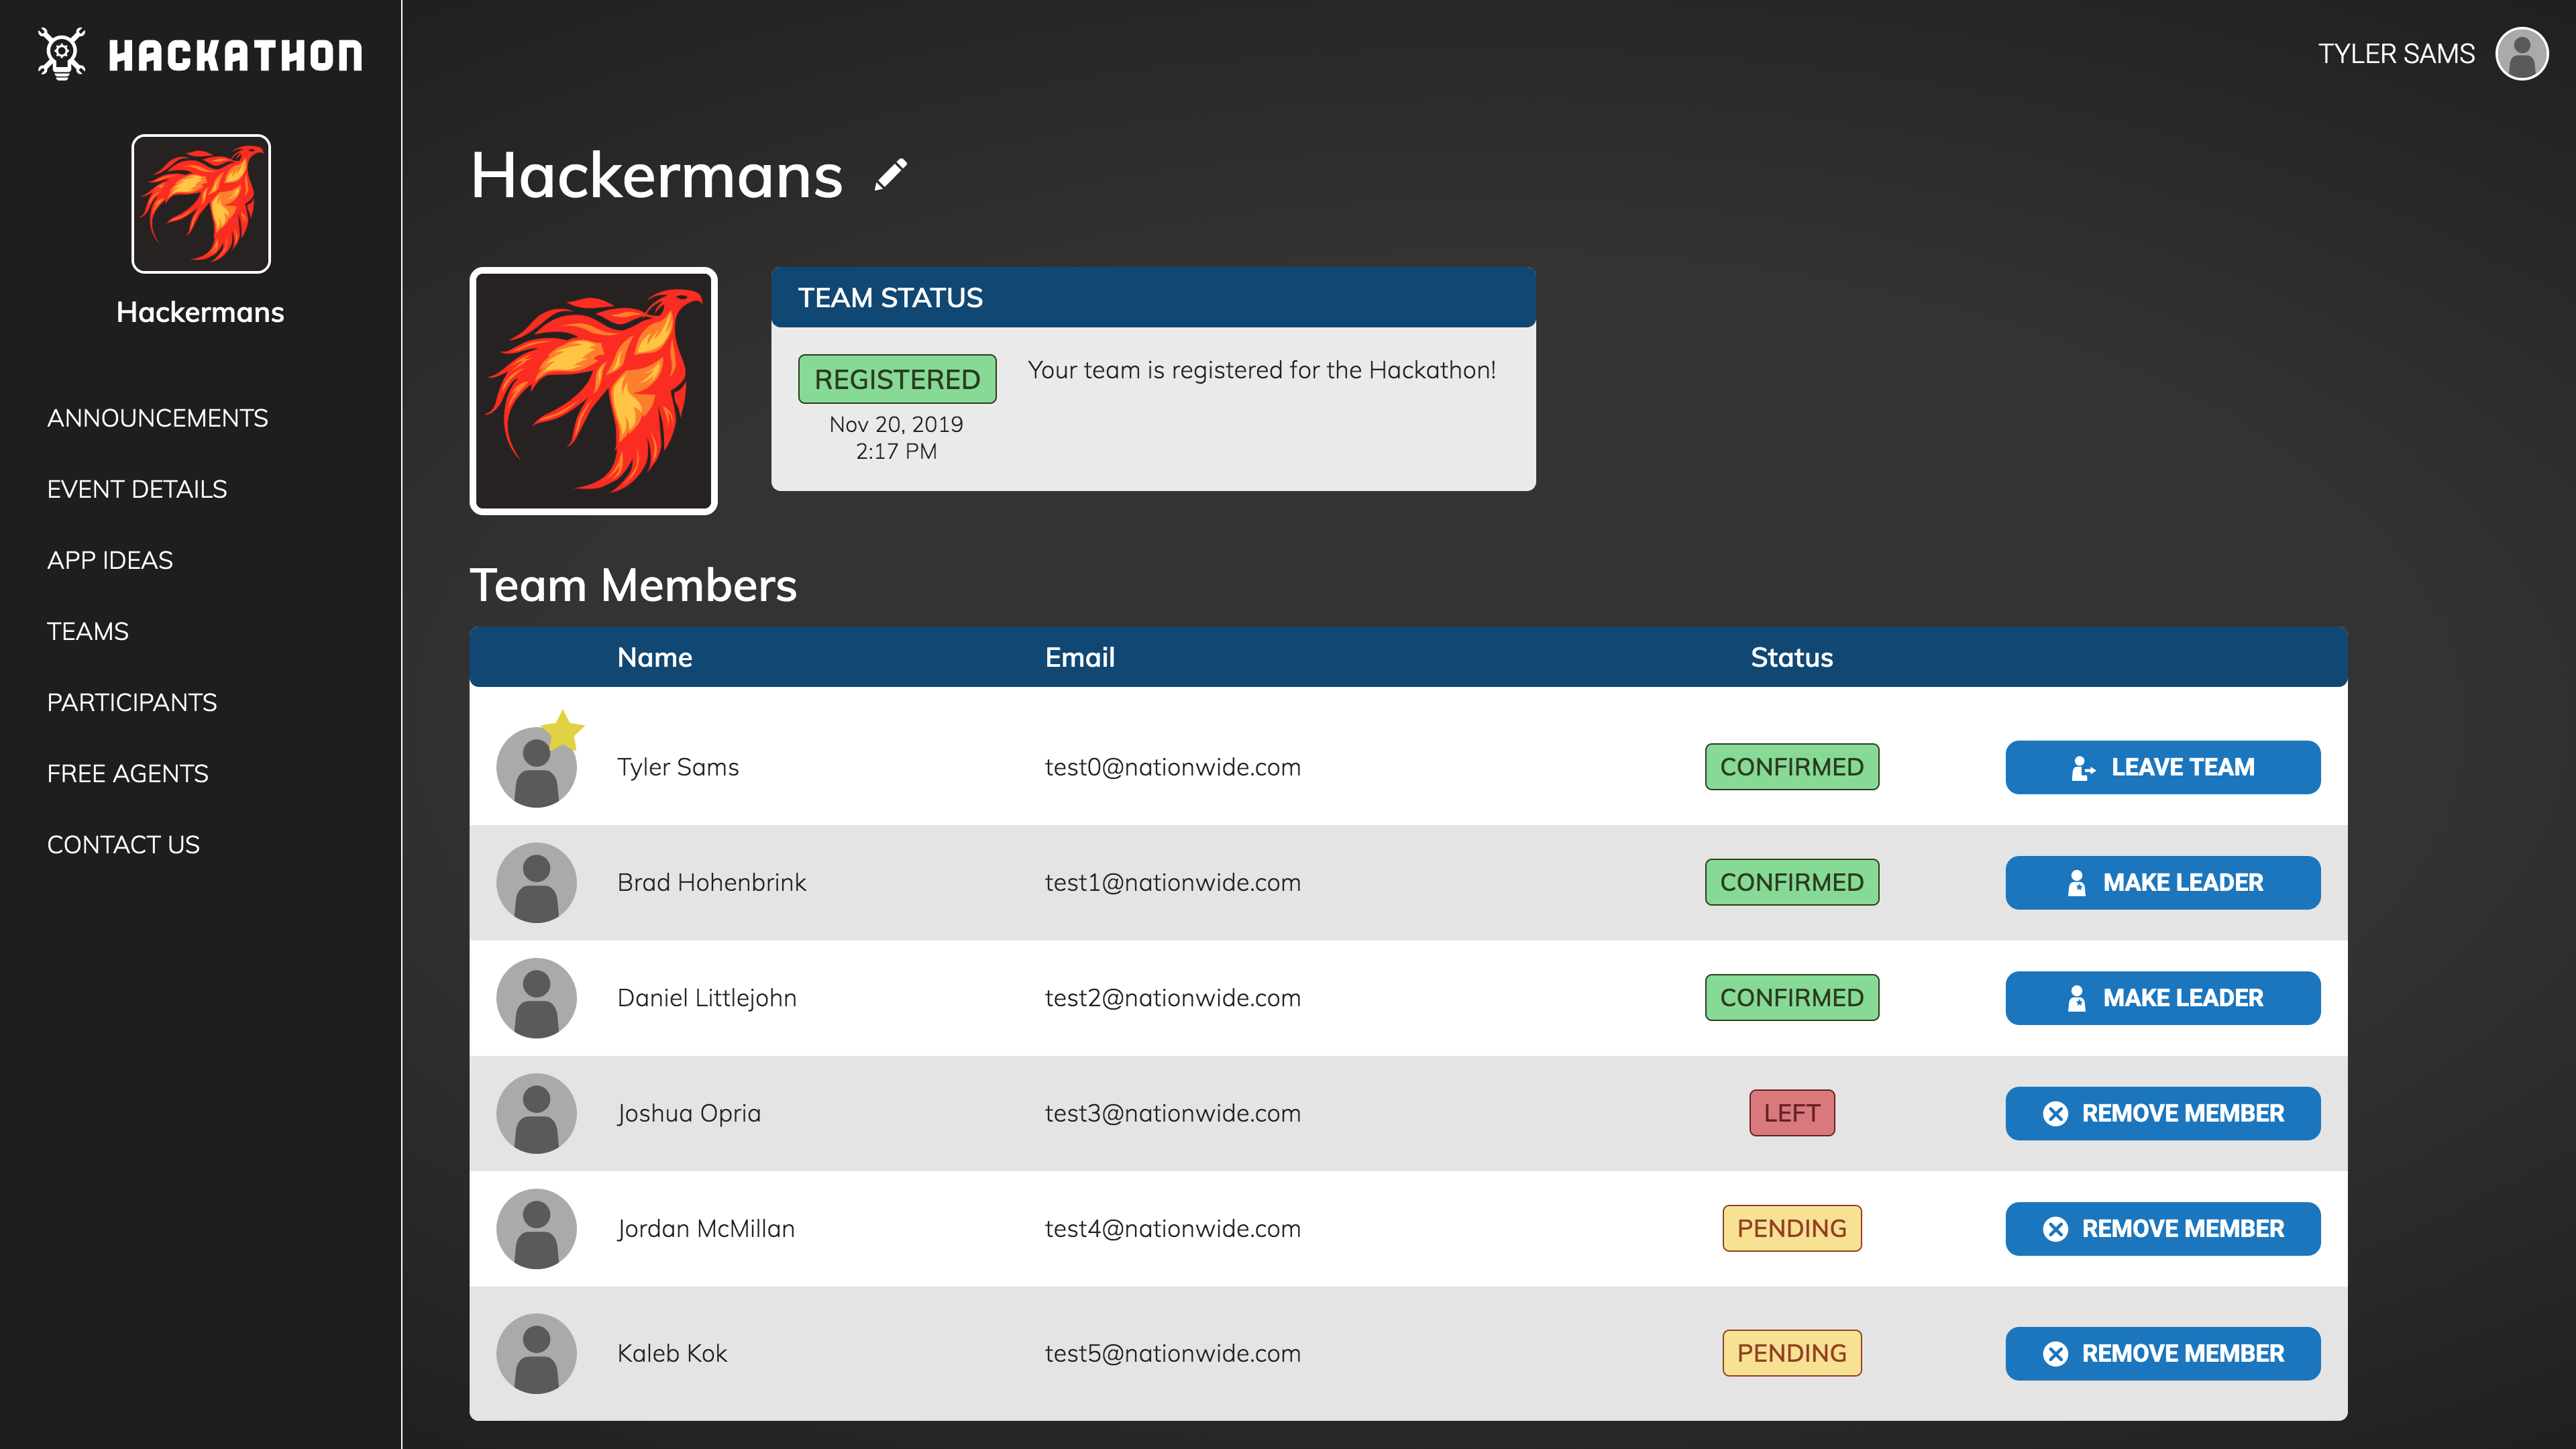 HACKATHON
TYLER SAMS
Hackermans
ANNOUNCEMENTS
EVENT DETAILS
APP IDEAS
TEAMS
PARTICIPANTS
FREE AGENTS
CONTACT US
Hackermans
TEAM STATUS
REGISTERED
Nov 20, 2019
2:17 PM
Your team is registered for the Hackathon!
Team Members
Name Email Status
Tyler Sams test0@nationwide.com CONFIRMED LEAVE TEAM
Brad Hohenbrink test1@nationwide.com CONFIRMED MAKE LEADER
Daniel Littlejohn test2@nationwide.com CONFIRMED MAKE LEADER
Joshua Opria test3@nationwide.com LEFT REMOVE MEMBER
Jordan McMillan test4@nationwide.com PENDING REMOVE MEMBER
Kaleb Kok test5@nationwide.com PENDING REMOVE MEMBER